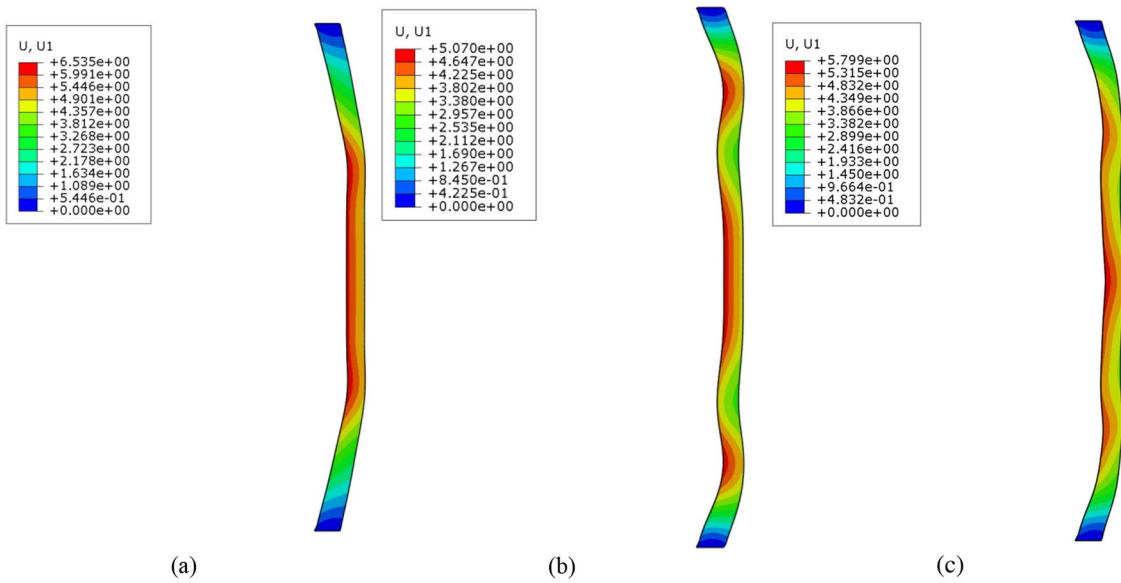 U, U1
+6.535e+00
+5.991e+00
+5.446e+00
+4.901e+00
+4.357e+00
+3.812e+00
+3.268e+00
+2.723e+00
+2.178e+00
+1.634e+00
+1.089e+00
+5.446e-01
+0.000e+00
U, U1
+5.070e+00
+4.647e+00
+4.225e+00
+3.802e+00
+3.380e+00
+2.957e+00
+2.535e+00
+2.112e+00
+1.690e+00
+1.267e+00
+8.450e-01
+4.225e-01
+0.000e+00
U, U1
+5.799e+00
+5.315e+00
+4.832e+00
+4.349e+00
+3.866e+00
+3.382e+00
+2.899e+00
+2.416e+00
+1.933e+00
+1.450e+00
+9.664e-01
+4.832e-01
+0.000e+00
(a)
(b)
(c)